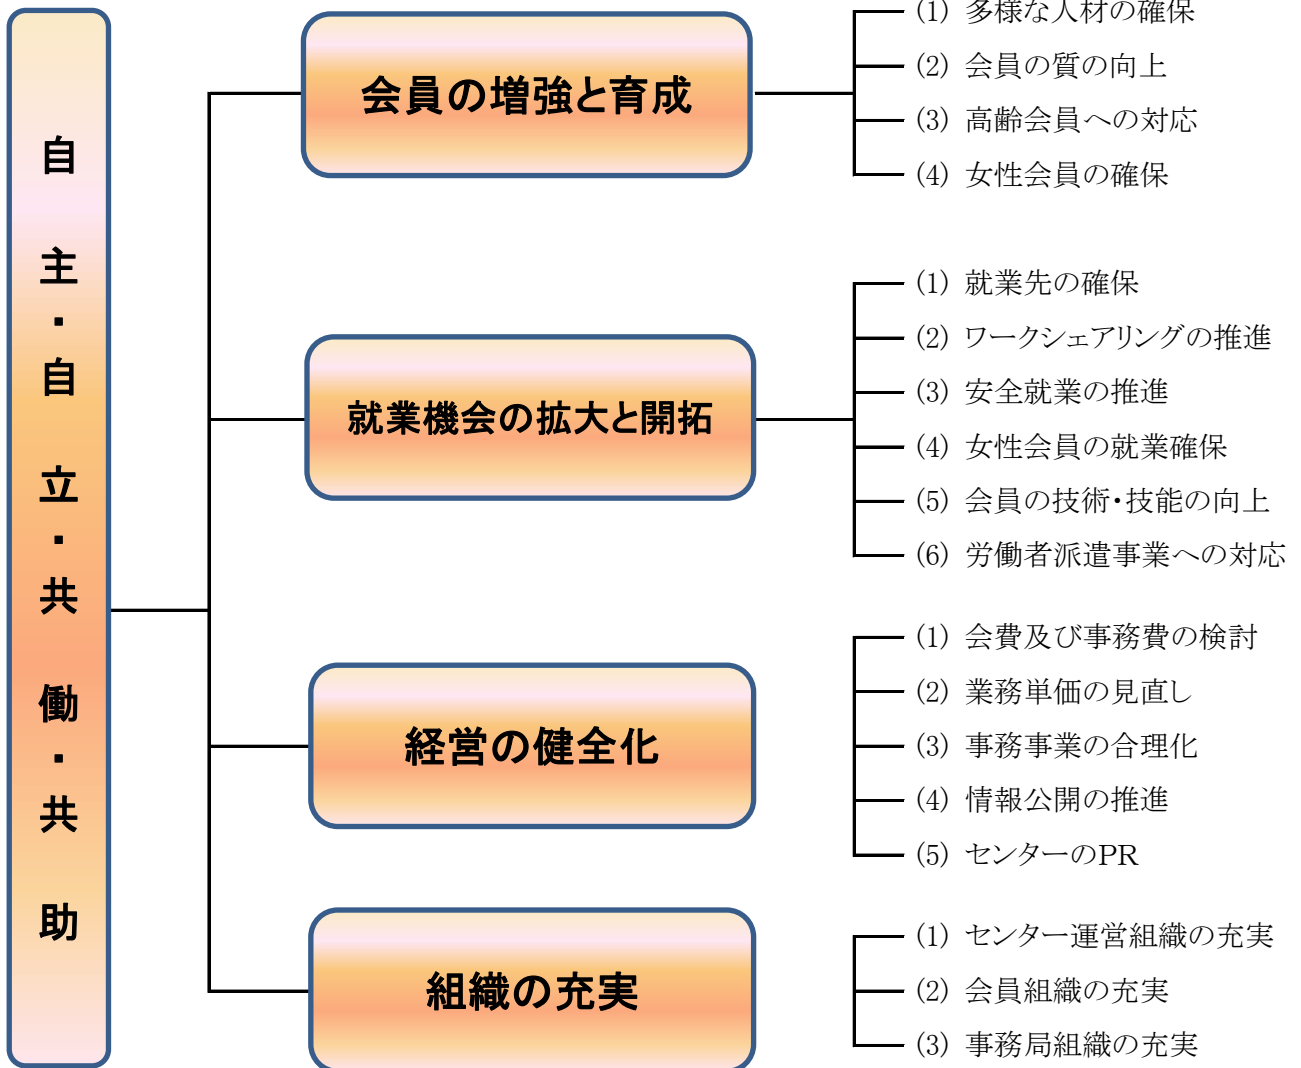 自主・自立・共働・共助
会員の増強と育成
(1) 多様な人材の確保
(2) 会員の質の向上
(3) 高齢会員への対応
(4) 女性会員の確保
就業機会の拡大と開拓
(1) 就業先の確保
(2) ワークシェアリングの推進
(3) 安全就業の推進
(4) 女性会員の就業確保
(5) 会員の技術・技能の向上
(6) 労働者派遣事業への対応
経営の健全化
(1) 会費及び事務費の検討
(2) 業務単価の見直し
(3) 事務事業の合理化
(4) 情報公開の推進
(5) センターのPR
組織の充実
(1) センター運営組織の充実
(2) 会員組織の充実
(3) 事務局組織の充実